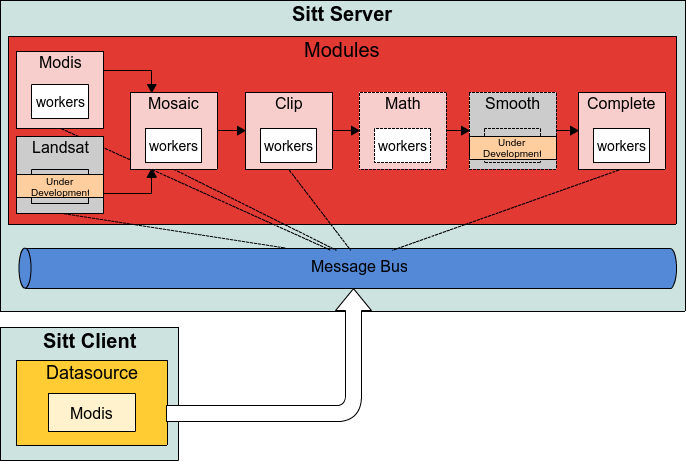 Sitt Server
Modules
Modis
workers
Landsat
Under
Development
Mosaic
workers
Clip
workers
Math
workers
Smooth
Under
Development
Complete
workers
Message Bus
Sitt Client
Datasource
Modis